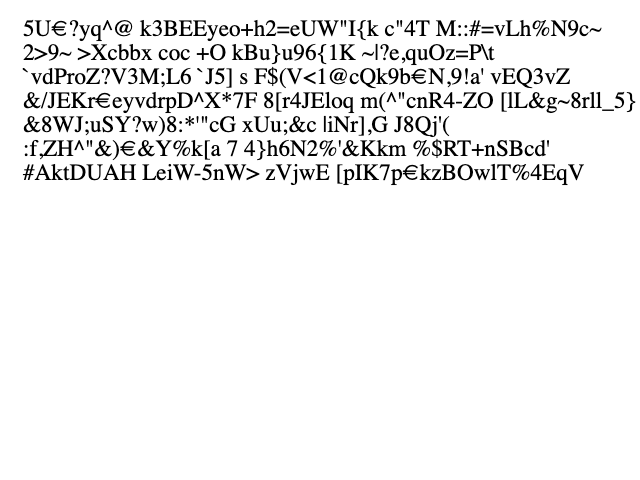 5U€?yq^@ k3BEEyeo+h2=eUW"I{k c"4T M::#=vLh%N9c~
2>9~ >Xcbbx coc +O kBu}u96{1K ~l?e,quOz=P\t
`vdProZ?V3M;L6 `J5] s F$(V<1@cQk9b€N,9!a' vEQ3vZ
&/JEKr€eyvdrpD^X*7F 8[r4JEloq m(^"cnR4-ZO [lL&g~8rll_5}
&8WJ;uSY?w)8:*'"cG xUu;&c |iNr],G J8Qj'(
:f,ZH^"&)€&Y%k[a 7 4}h6N2%'&Kkm %$RT+nSBcd'
#AktDUAH LeiW-5nW> zVjwE [pIK7p€kzBOwlT%4EqV